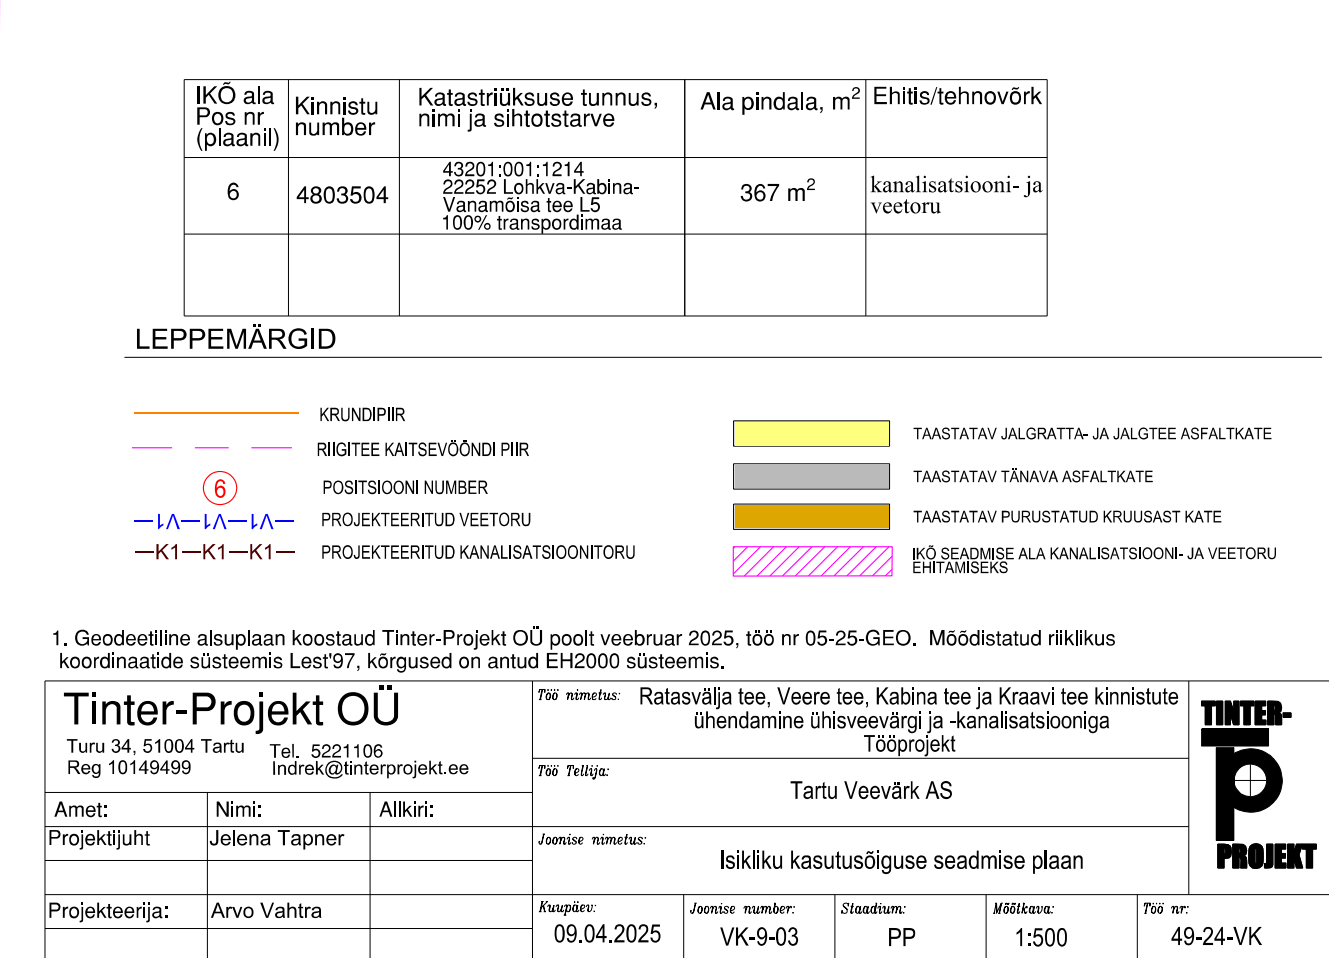 IKÕ ala
Pos nr
(plaanil)
Kinnistu
number
Katastriüksuse tunnus,
nimi ja sihtotstarve
Ala pindala, m²
Ehitis/tehnovõrk
6
4803504
43201:001:1214
22252 Lohkva-Kabina-
Vanamõisa tee L5
100% transpordimaa
367 m²
kanalisatsiooni- ja
veetoru
LEPPEMÄRGID
KRUNDIPIIR
RIIGITEE KAITSEVÖÖNDI PIIR
6 POSITSIOONI NUMBER
V1 V1 V1 PROJEKTEERITUD VEETORU
K1 K1 K1 PROJEKTEERITUD KANALISATSIOONITORU
TAASTATAV JALGRATTA- JA JALGTEE ASFALTKATE
TAASTATAV TÄNAVA ASFALTKATE
TAASTATAV PURUSTATUD KRUUSAST KATE
IKÕ SEADMISE ALA KANALISATSIOONI- JA VEETORU
EHITAMISEKS
1. Geodeetiline alsuplaan koostaud Tinter-Projekt OÜ poolt veebruar 2025, töö nr 05-25-GEO. Mõõdistatud riiklikus
koordinaatide süsteemis Lest'97, kõrgused on antud EH2000 süsteemis.
Tinter-Projekt OÜ
Turu 34, 51004 Tartu
Reg 10149499
Tel. 5221106
Indrek@tinterprojekt.ee
Amet:
Nimi:
Allkiri:
Projektijuht
Jelena Tapner
Projekteerija:
Arvo Vahtra
Töö nimetus:
Ratasvälja tee, Veere tee, Kabina tee ja Kraavi tee kinnistute
ühendamine ühisveevärgi ja -kanalisatsiooniga
Tööprojekt
Töö Tellija:
Tartu Veevärk AS
Joonise nimetus:
Isikliku kasutusõiguse seadmise plaan
Kuupäev:
09.04.2025
Joonise number:
VK-9-03
Staadium:
PP
Mõõtkava:
1:500
Töö nr:
49-24-VK
TINTER-
P
PROJEKT